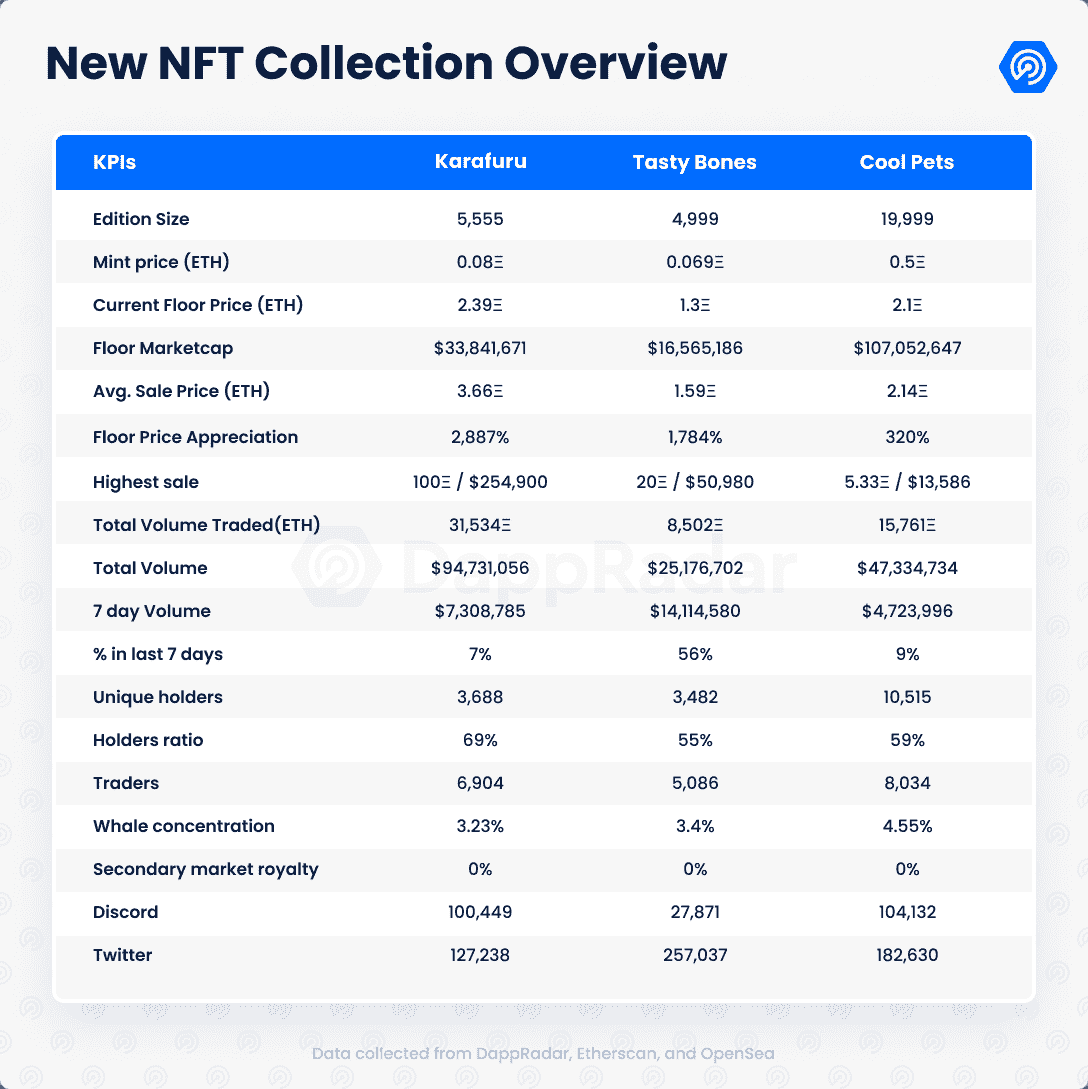 New NFT Collection Overview
KPIs Karafuru Tasty Bones Cool Pets
Edition Size 5,555 4,999 19,999
Mint price (ETH) 0.08Ξ 0.069Ξ 0.5Ξ
Current Floor Price (ETH) 2.39Ξ 1.3Ξ 2.1Ξ
Floor Marketcap $33,841,671 $16,565,186 $107,052,647
Avg. Sale Price (ETH) 3.66Ξ 1.59Ξ 2.14Ξ
Floor Price Appreciation 2,887% 1,784% 320%
Highest sale 100Ξ / $254,900 20Ξ / $50,980 5.33Ξ / $13,586
Total Volume Traded(ETH) 31,534Ξ 8,502Ξ 15,761Ξ
DappRadar
Total Volume $94,731,056 $25,176,702 $47,334,734
7 day Volume $7,308,785 $14,114,580 $4,723,996
% in last 7 days 7% 56% 9%
Unique holders 3,688 3,482 10,515
Holders ratio 69% 55% 59%
Traders 6,904 5,086 8,034
Whale concentration 3.23% 3.4% 4.55%
Secondary market royalty 0% 0% 0%
Discord 100,449 27,871 104,132
Twitter 127,238 257,037 182,630
Data collected from DappRadar, Etherscan, and OpenSea